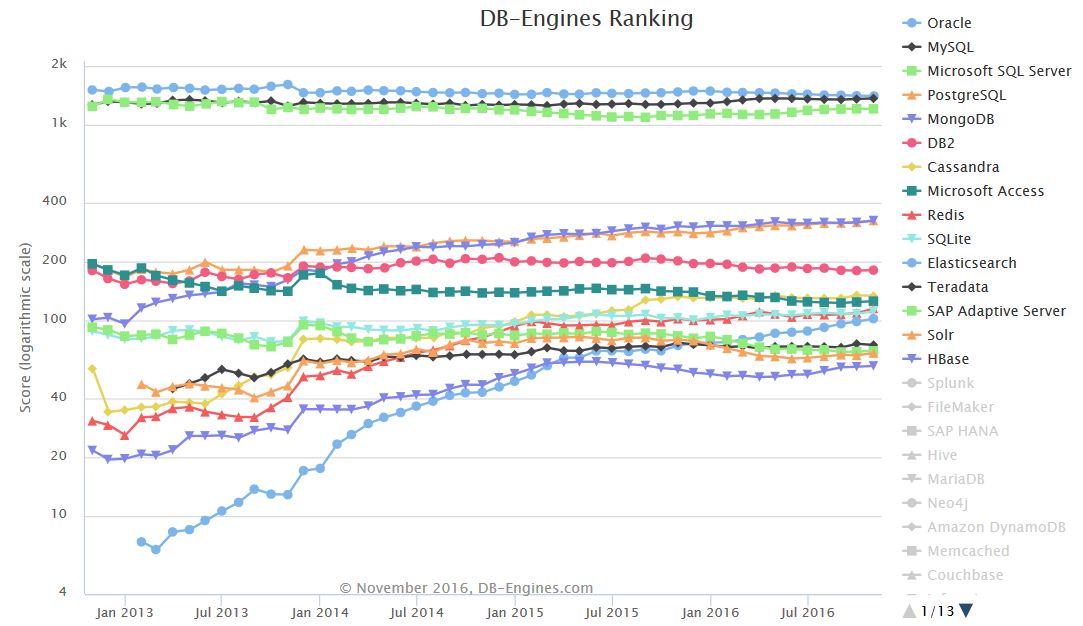 DB-Engines Ranking
2k
1k
400
200
100
40
20
10
4
Score (logarithmic scale)
Jan 2013
Jul 2013
Jan 2014
Jul 2014
Jan 2015
Jul 2015
Jan 2016
Jul 2016
© November 2016, DB-Engines.com
Oracle
MySQL
Microsoft SQL Server
PostgreSQL
MongoDB
DB2
Cassandra
Microsoft Access
Redis
SQLite
Elasticsearch
Teradata
SAP Adaptive Server
Solr
HBase
Splunk
FileMaker
SAP HANA
Hive
MariaDB
Neo4j
Amazon DynamoDB
Memcached
Couchbase
1/13